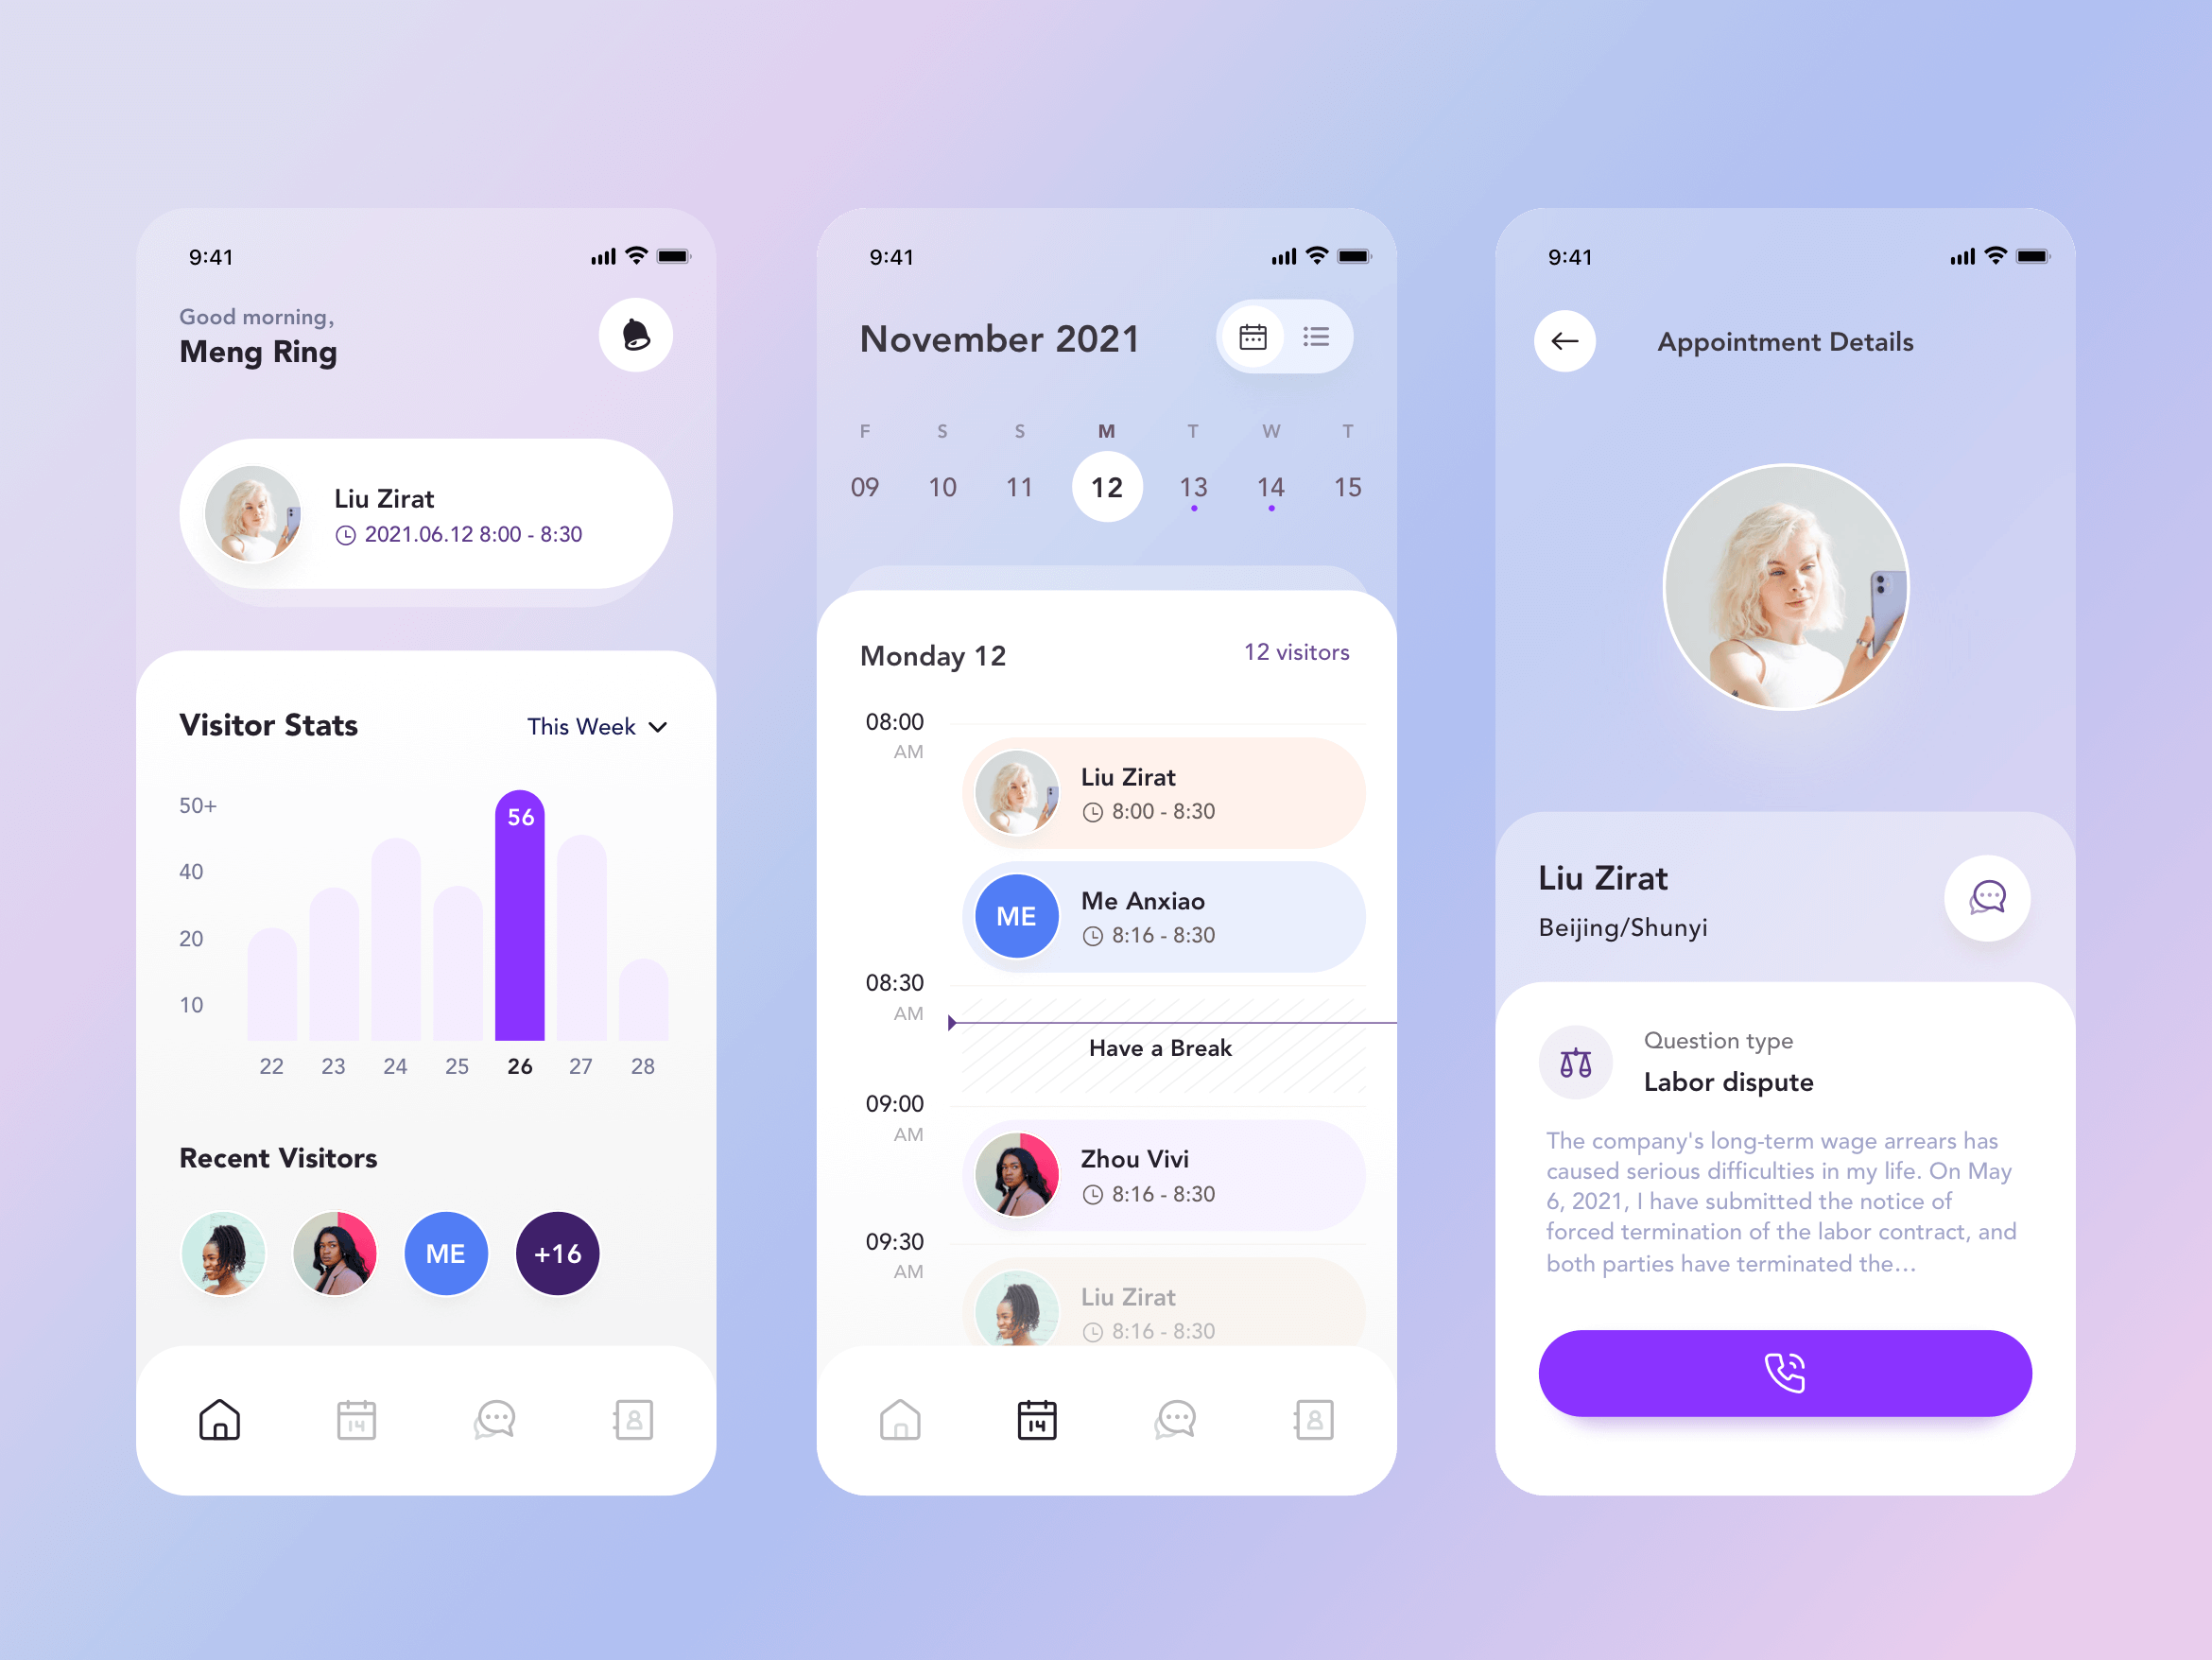 9:41
Good morning,
Meng Ring
Liu Zirat
2021.06.12 8:00 - 8:30
Visitor Stats
This Week
50+
40
20
10
56
22 23 24 25 26 27 28
Recent Visitors
ME
+16
14
9:41
November 2021
F S S M T W T
09 10 11 12 13 14 15
Monday 12
12 visitors
08:00
AM
Liu Zirat
8:00 - 8:30
ME
Me Anxiao
8:16 - 8:30
08:30
AM
Have a Break
09:00
AM
Zhou Vivi
8:16 - 8:30
09:30
AM
Liu Zirat
8:16 - 8:30
14
9:41
Appointment Details
Liu Zirat
Beijing/Shunyi
Question type
Labor dispute
The company's long-term wage arrears has
caused serious difficulties in my life. On May
6, 2021, I have submitted the notice of
forced termination of the labor contract, and
both parties have terminated the...